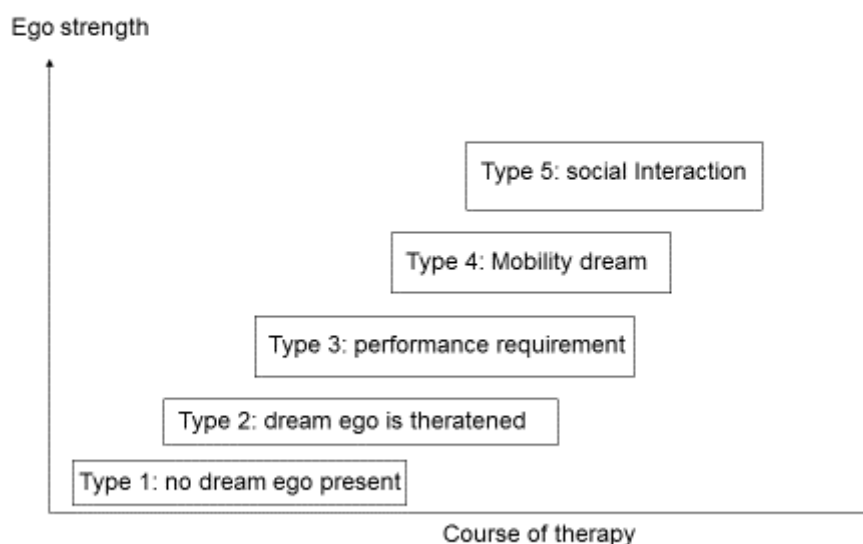 Ego strength
Type 5: social Interaction
Type 4: Mobility dream
Type 3: performance requirement
Type 2: dream ego is theratened
Type 1: no dream ego present
Course of therapy